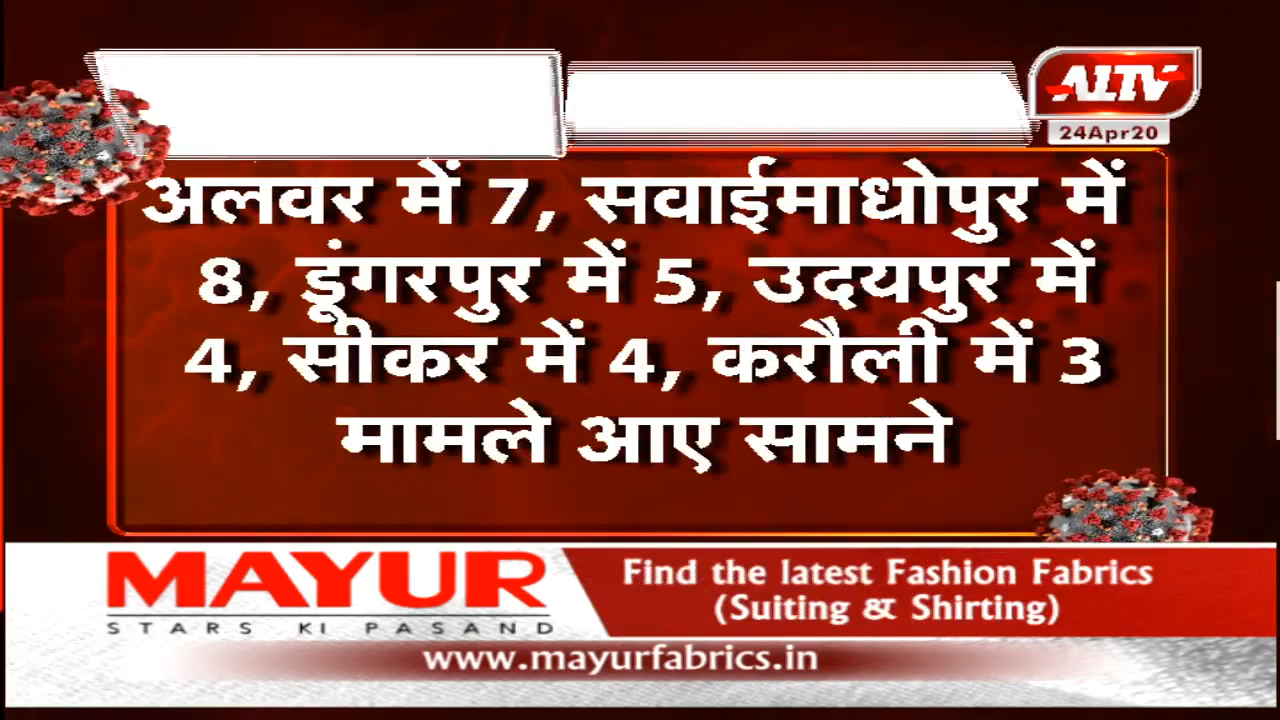 ALTV
24Apr20
अलवर में 7, सवाईमाधोपुर में
8, डूंगरपुर में 5, उदयपुर में
4, सीकर में 4, करौली में 3
मामले आए सामने
MAYUR
STARS KI PASAND
Find the latest Fashion Fabrics
(Suiting & Shirting)
www.mayurfabrics.in